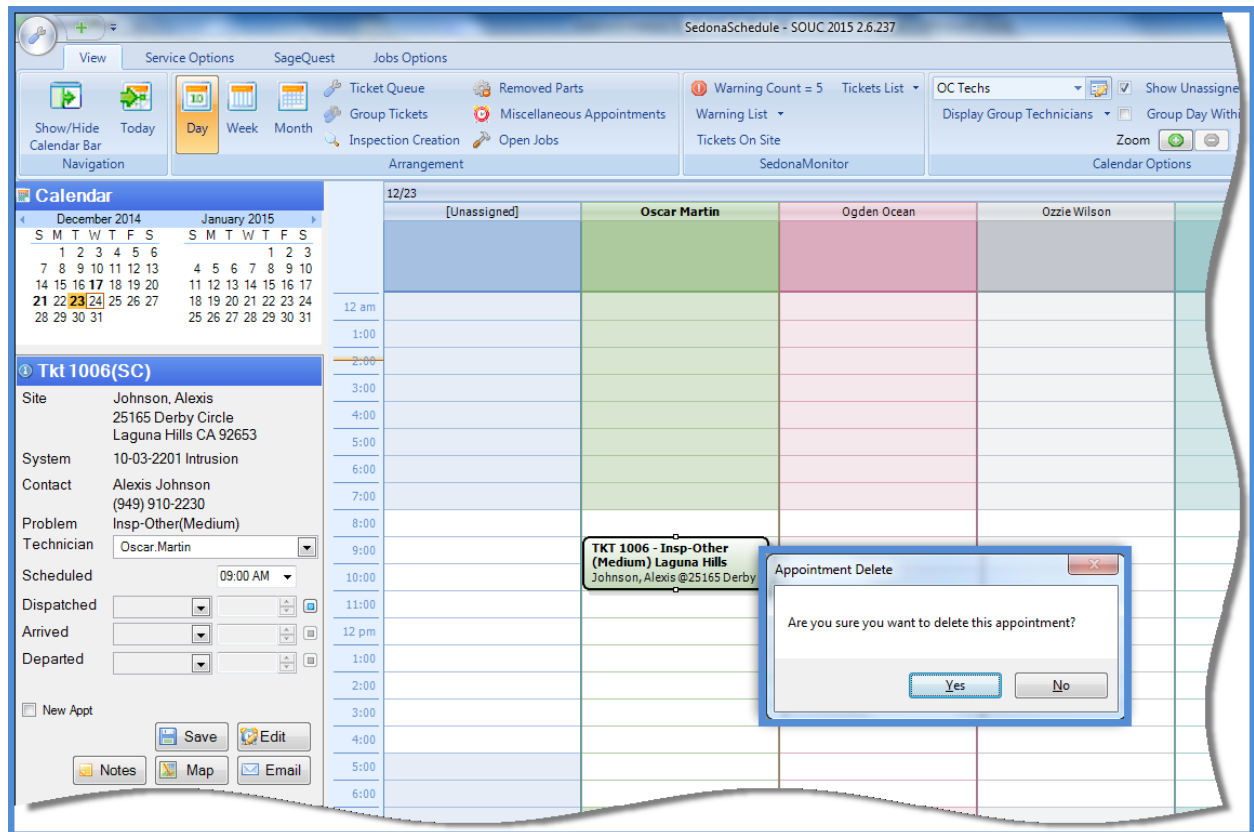 SedonaSchedule - SOUC 2015 2.6.237
View Service Options SageQuest Jobs Options
Show/Hide
Calendar Bar
Today
Navigation
Day Week Month
Ticket Queue Removed Parts
Group Tickets Miscellaneous Appointments
Inspection Creation Open Jobs
Arrangement
Warning Count = 5 Tickets List
Warning List
Tickets On Site
SedonaMonitor
OC Techs Show Unassigne
Display Group Technicians Group Day Withi
Zoom
Calendar Options
Calendar
December 2014 January 2015
S M T W T F S S M T W T F S
1 2 3 4 5 6 1 2 3
7 8 9 10 11 12 13 4 5 6 7 8 9 10
14 15 16 17 18 19 20 11 12 13 14 15 16 17
21 22 23 24 25 26 27 18 19 20 21 22 23 24
28 29 30 31 25 26 27 28 29 30 31
Tkt 1006(SC)
Site Johnson, Alexis
25165 Derby Circle
Laguna Hills CA 92653
System 10-03-2201 Intrusion
Contact Alexis Johnson
(949) 910-2230
Problem Insp-Other(Medium)
Technician Oscar.Martin
Scheduled 09:00 AM
Dispatched
Arrived
Departed
New Appt
Save Edit
Notes Map Email
12/23
[Unassigned] Oscar Martin Ogden Ocean Ozzie Wilson
12 am
1:00
2:00
3:00
4:00
5:00
6:00
7:00
8:00
9:00
10:00
11:00
12 pm
1:00
2:00
3:00
4:00
5:00
6:00
TKT 1006 - Insp-Other
(Medium) Laguna Hills
Johnson, Alexis @25165 Derby
Appointment Delete
Are you sure you want to delete this appointment?
Yes No